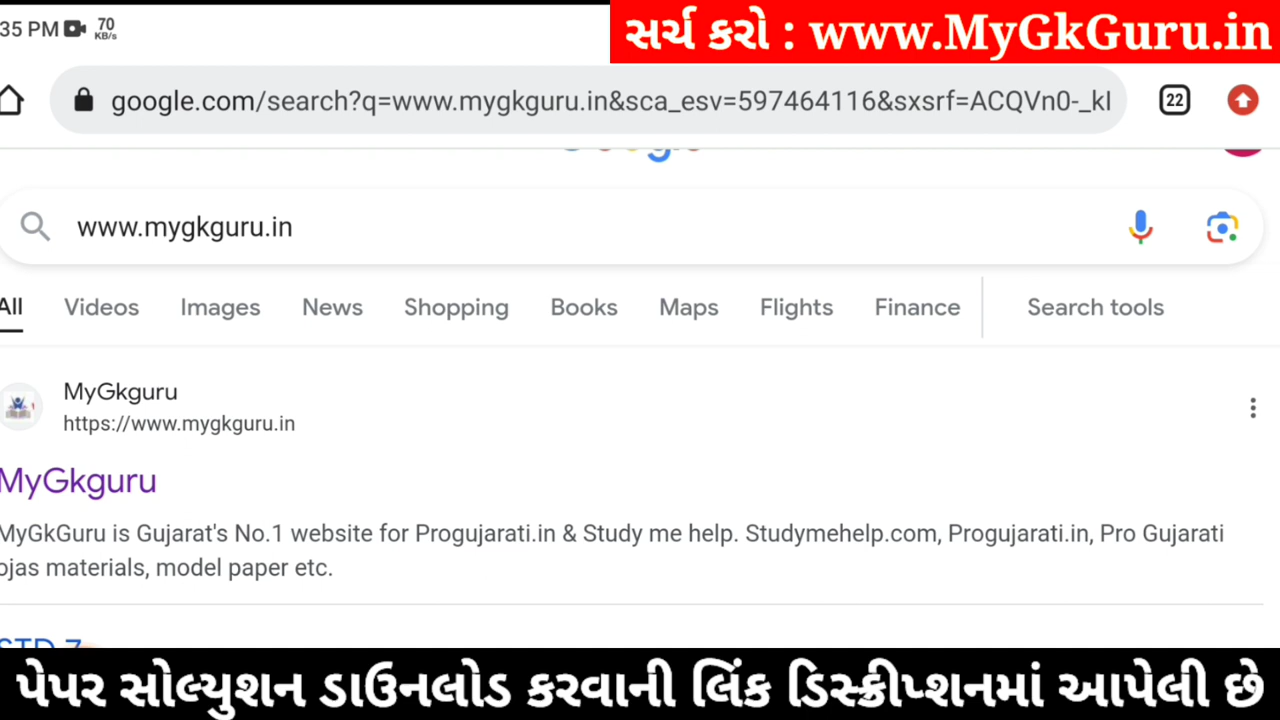 35 PM 70 KB/s
સર્ચ કરો : www.MyGkGuru.in
google.com/search?q=www.mygkguru.in&sca_esv=597464116&sxsrf=ACQVn0-_kI
22
www.mygkguru.in
All Videos Images News Shopping Books Maps Flights Finance Search tools
MyGkguru
https://www.mygkguru.in
MyGkguru
MyGkGuru is Gujarat's No.1 website for Progujarati.in & Study me help. Studymehelp.com, Progujarati.in, Pro Gujarati
ojas materials, model paper etc.
STD 7
પેપર સોલ્યુશન ડાઉનલોડ કરવાની લિંક ડિસ્ક્રીપ્શનમાં આપેલી છે